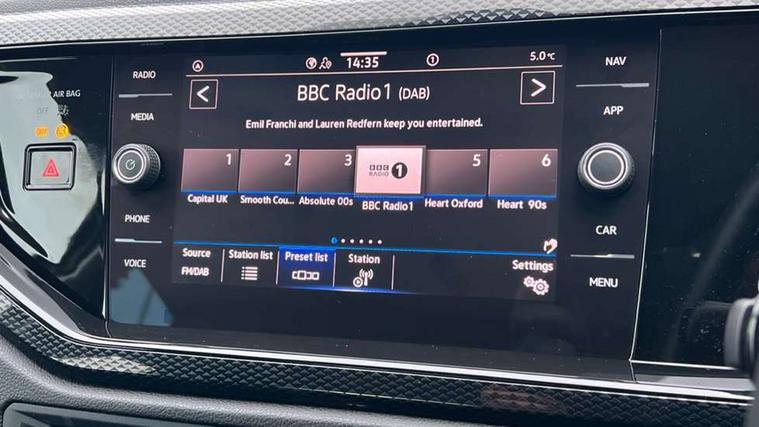 14:35
1
5.0°C
BBC Radio1 (DAB)
Emil Franchi and Lauren Redfern keep you entertained.
1 2 3 BBC RADIO 1 5 6
Capital UK Smooth Cou... Absolute 00s BBC Radio1 Heart Oxford Heart 90s
Source
FM/DAB
Station list
Preset list
Station
Settings
RADIO
MEDIA
PHONE
VOICE
NAV
APP
CAR
MENU
AIR BAG
OFF